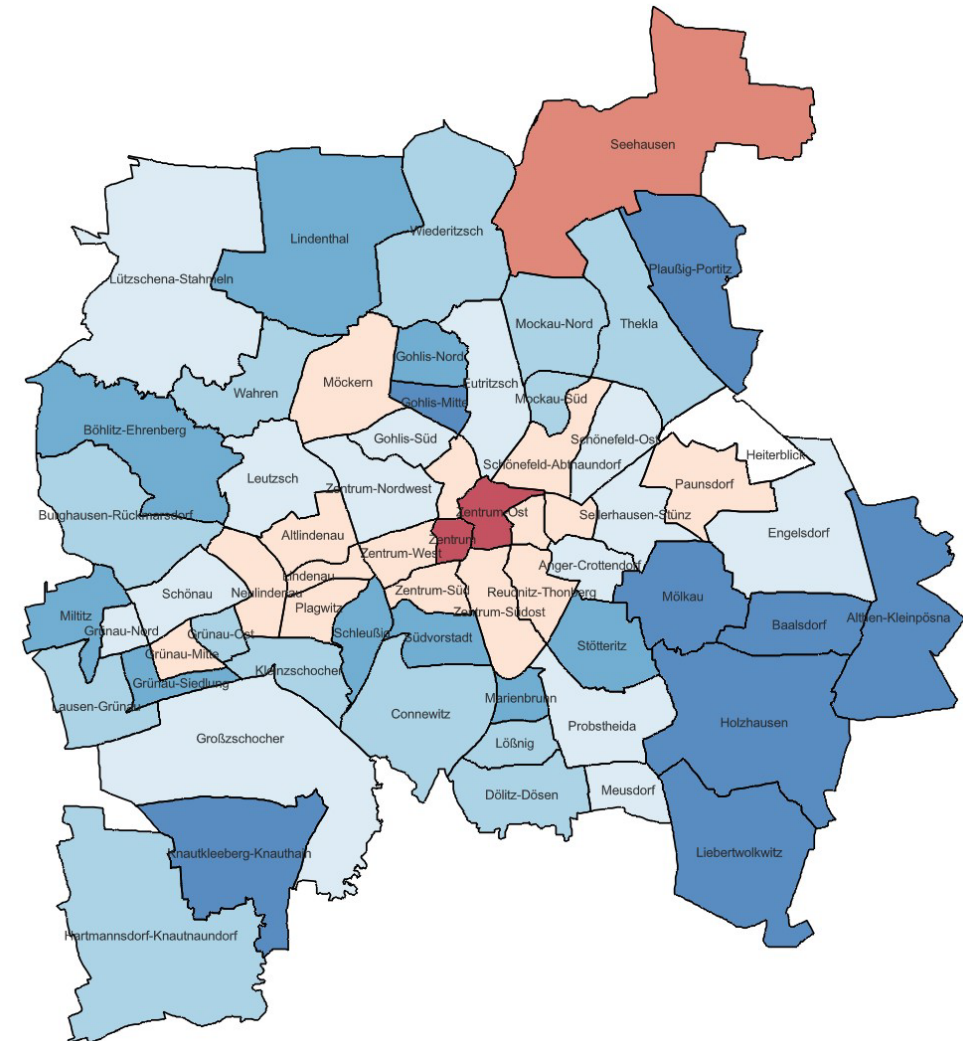 Seehausen
Wiederitzsch
Lindenthal
Plaußig-Portitz
Lützschena-Stahmeln
Mockau-Nord
Thekla
Gohlis-Nord
Möckern
Eutritzsch
Wahren
Mockau-Süd
Gohlis-Mitte
Böhlitz-Ehrenberg
Gohlis-Süd
Schönefeld-Ost
Heiterblick
Schönefeld-Abtnaundorf
Leutzsch
Paunsdorf
Zentrum-Nordwest
Zentrum-Ost
Burghausen-Rückmarsdorf
Sellerhausen-Stünz
Engelsdorf
Altlindenau
Zentrum
Zentrum-West
Anger-Crottendorf
Lindenau
Zentrum-Süd
Reudnitz-Thonberg
Neulindenau
Schönau
Mölkau
Plagwitz
Zentrum-Südost
Miltitz
Althen-Kleinpösna
Baalsdorf
Grünau-Nord
Grünau-Ost
Schleußig
Südvorstadt
Stötteritz
Grünau-Mitte
Kleinzschocher
Grünau-Siedlung
Marienbrunn
Lausen-Grünau
Connewitz
Holzhausen
Probstheida
Großzschocher
Lößnig
Meusdorf
Dölitz-Dösen
Liebertwolkwitz
Knautkleeberg-Knauthain
Hartmannsdorf-Knautnaundorf